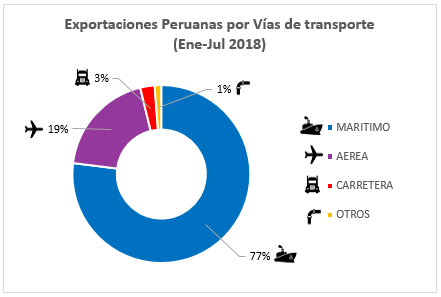 Exportaciones Peruanas por Vías de transporte
(Ene-Jul 2018)
3%
1%
19%
77%
MARITIMO
AEREA
CARRETERA
OTROS